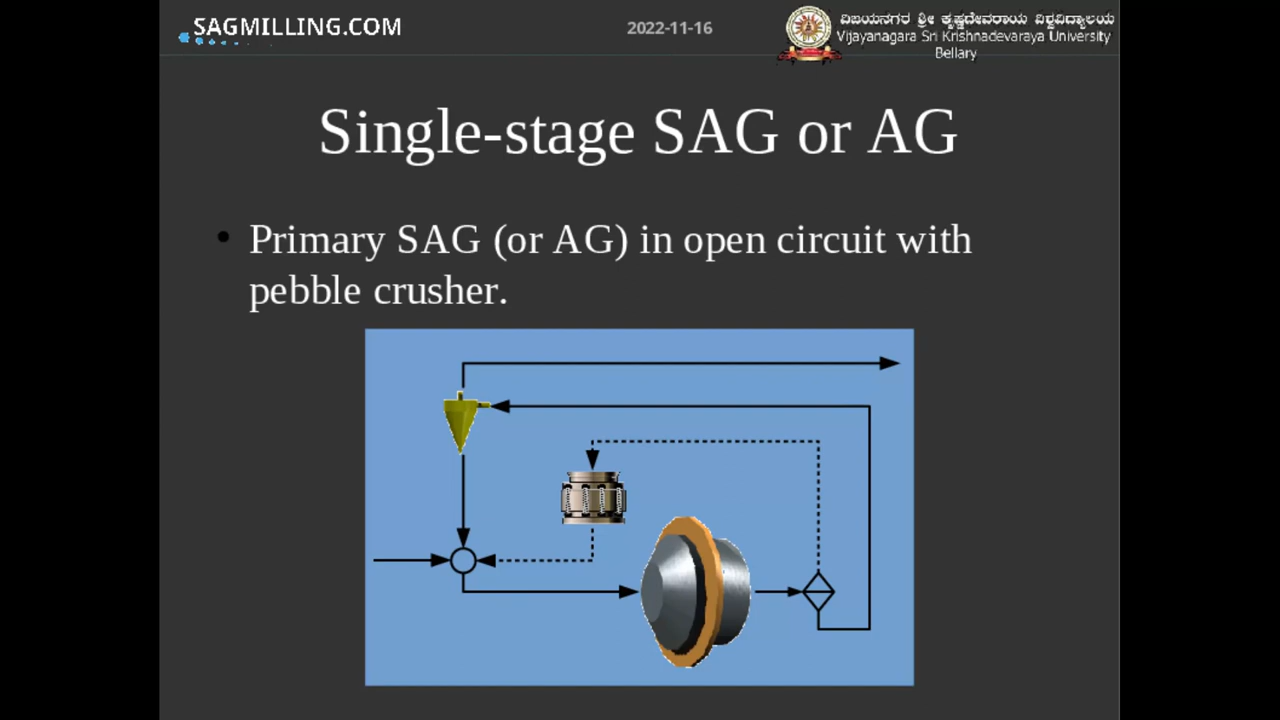 SAGMILLING.COM
2022-11-16
ವಿಜಯನಗರ ಶ್ರೀ ಕೃಷ್ಣದೇವರಾಯ ವಿಶ್ವವಿದ್ಯಾಲಯ
Vijayanagara Sri Krishnadevaraya University
Bellary
Single-stage SAG or AG
• Primary SAG (or AG) in open circuit with
pebble crusher.